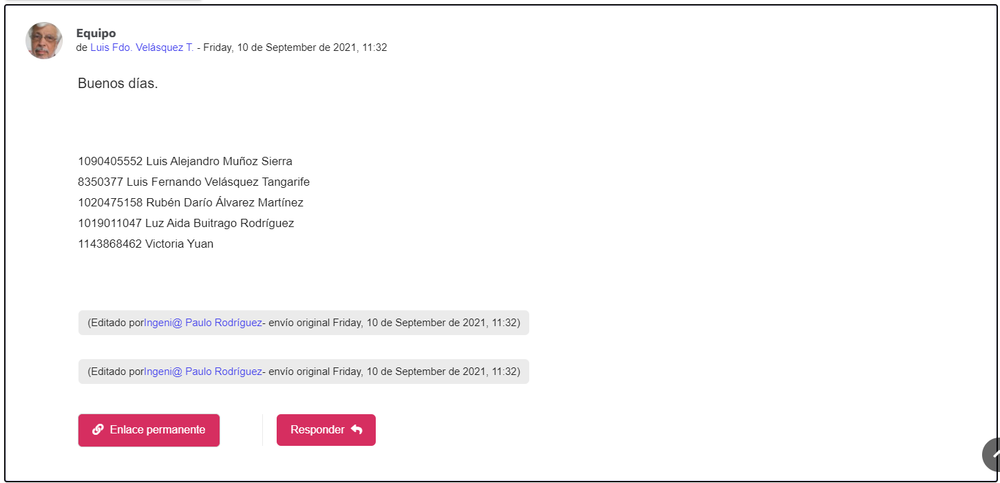 Equipo
de Luis Fdo. Velásquez T. - Friday, 10 de September de 2021, 11:32
Buenos días.
1090405552 Luis Alejandro Muñoz Sierra
8350377 Luis Fernando Velásquez Tangarife
1020475158 Rubén Darío Álvarez Martínez
1019011047 Luz Aida Buitrago Rodríguez
1143868462 Victoria Yuan
(Editado porIngeni@ Paulo Rodríguez- envío original Friday, 10 de September de 2021, 11:32)
(Editado porIngeni@ Paulo Rodríguez- envío original Friday, 10 de September de 2021, 11:32)
Enlace permanente
Responder